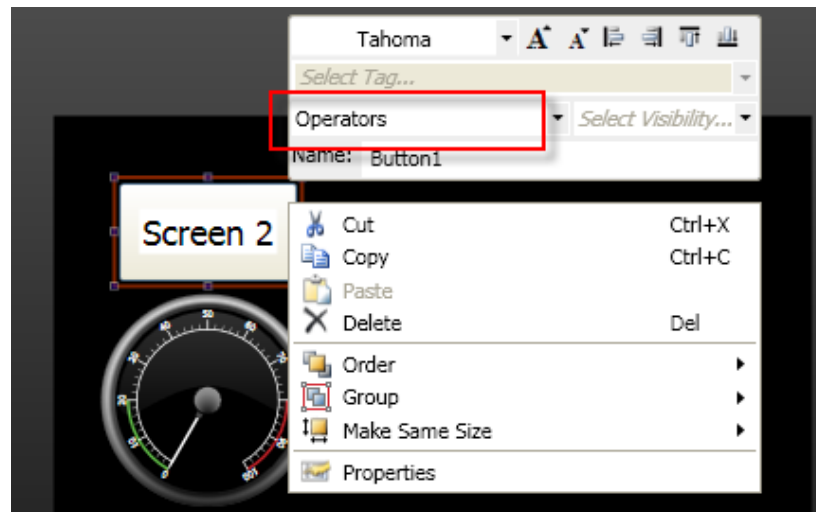 Tahoma A A
Select Tag...
Operators Select Visibility...
Name: Button1
Screen 2
Cut Ctrl+X
Copy Ctrl+C
Paste
Delete Del
Order
Group
Make Same Size
Properties